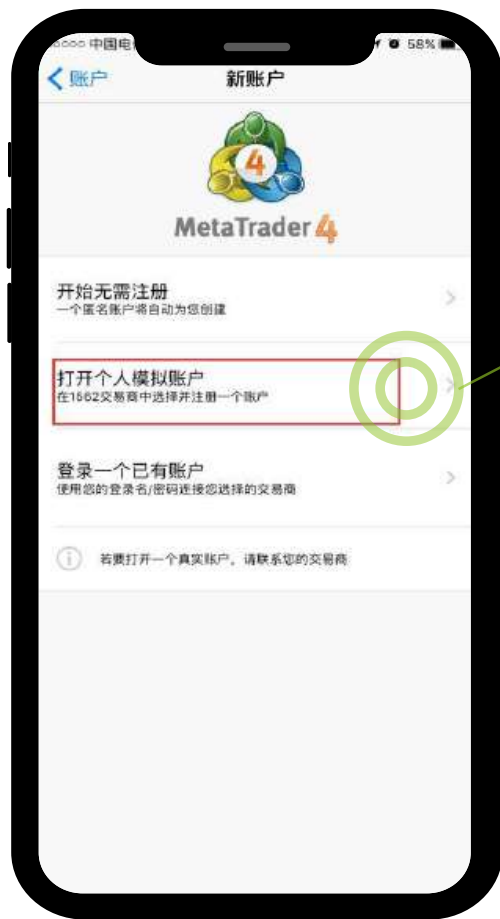 中国电
58%
账户
新账户
4
MetaTrader 4
开始无需注册
一个匿名账户将自动为您创建
打开个人模拟账户
在1562交易商中选择并注册一个账户
登录一个已有账户
使用您的登录名/密码连接您选择的交易商
若要打开一个真实账户，请联系您的交易商